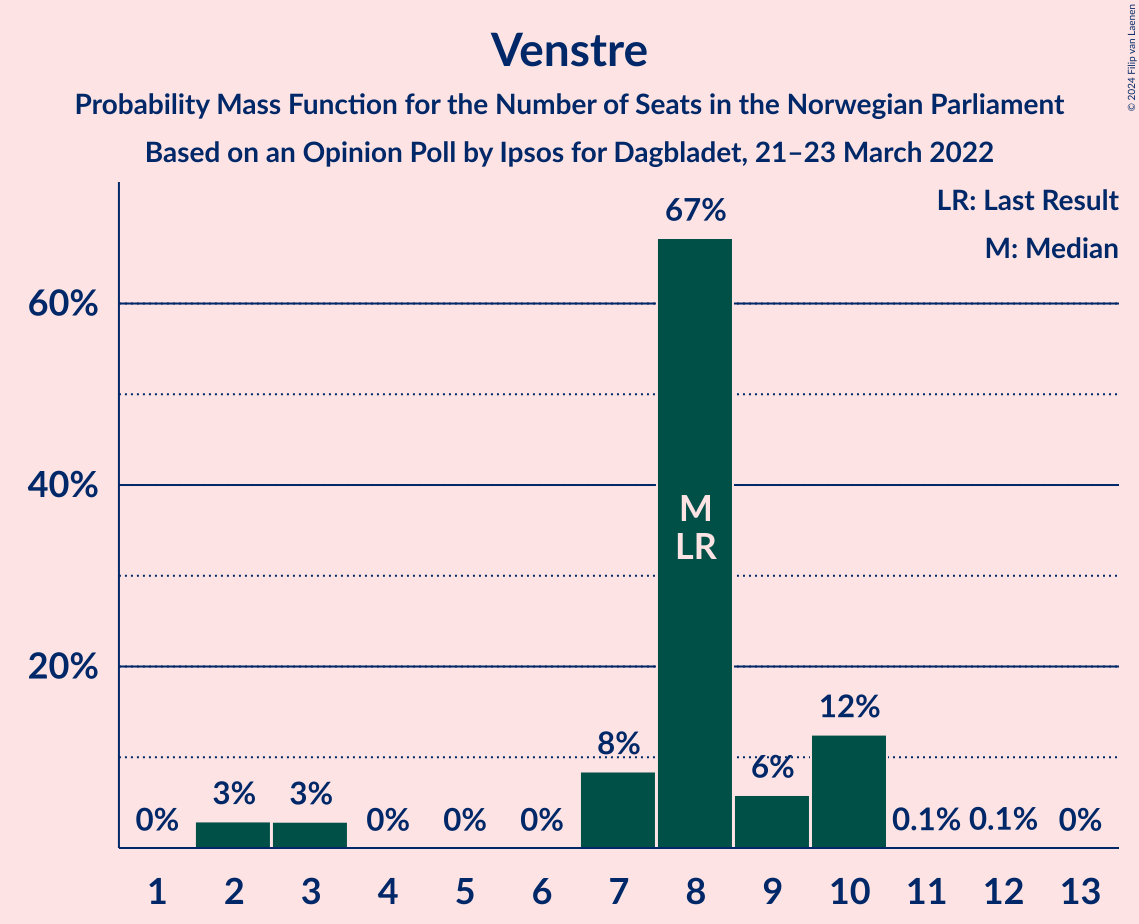 Venstre
Probability Mass Function for the Number of Seats in the Norwegian Parliament
Based on an Opinion Poll by Ipsos for Dagbladet, 21–23 March 2022
© 2024 Filip van Laenen
LR: Last Result
M: Median
60%
40%
20%
0%
3%
3%
0%
0%
0%
8%
67%
M
LR
6%
12%
0.1%
0.1%
0%
1 2 3 4 5 6 7 8 9 10 11 12 13